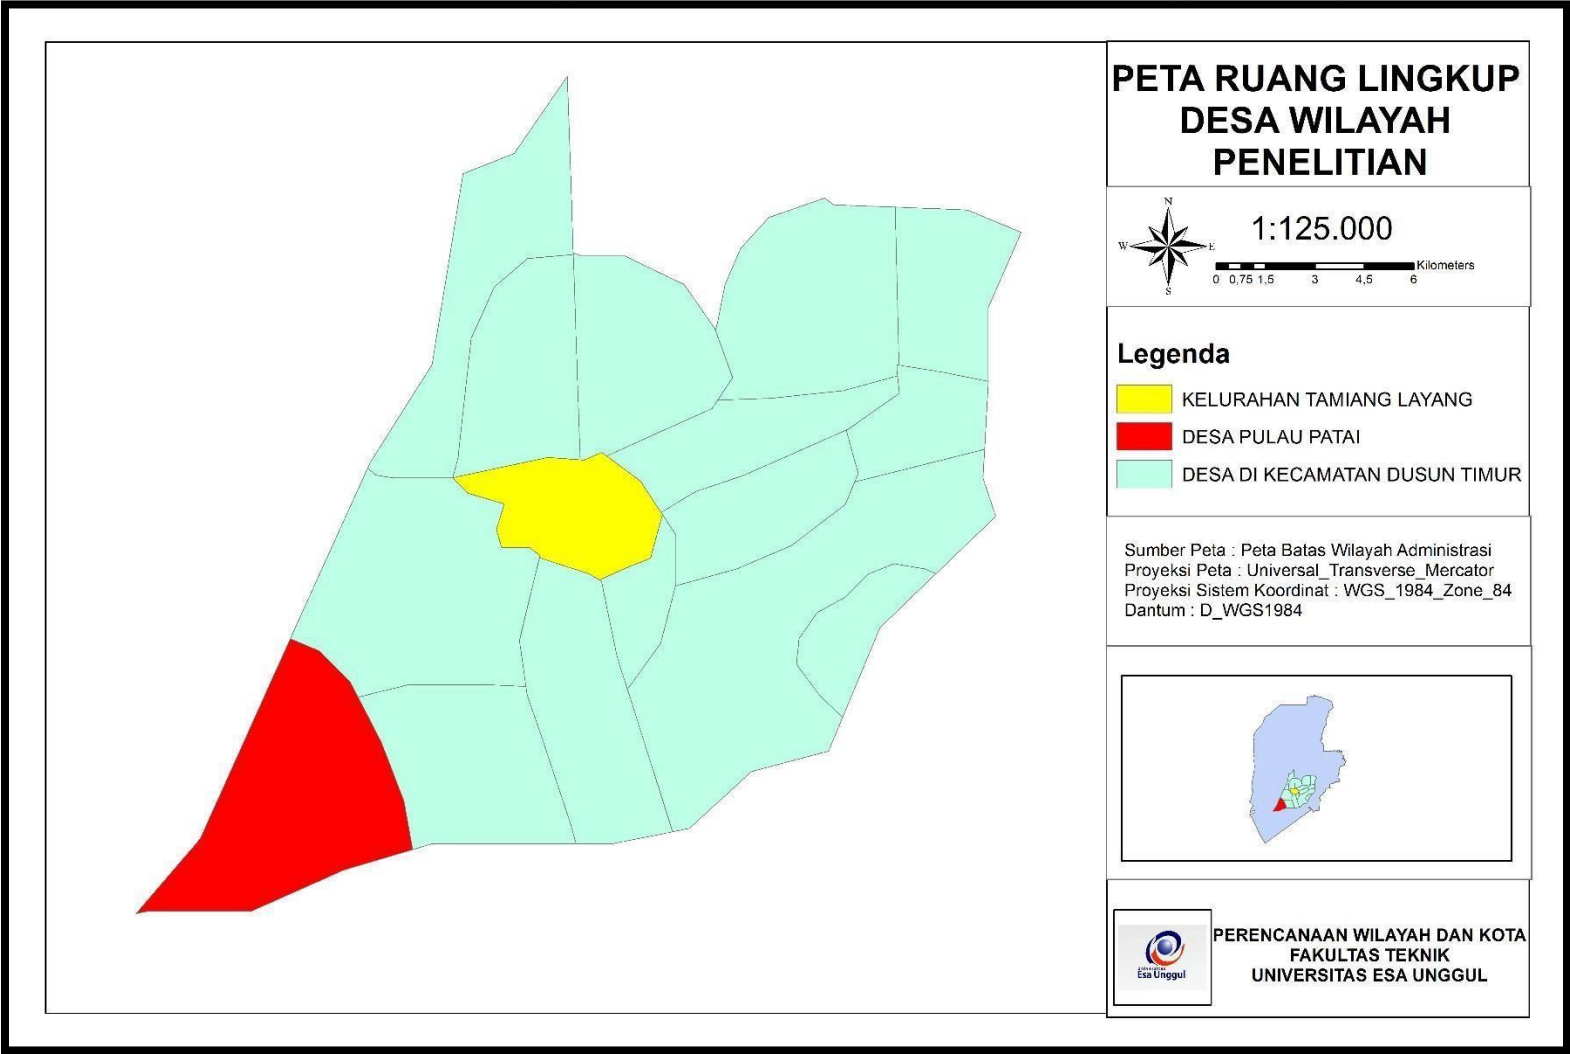 PETA RUANG LINGKUP
DESA WILAYAH
PENELITIAN
N
W
E
S
1:125.000
Kilometers
0 0,75 1,5 3 4,5 6
Legenda
KELURAHAN TAMIANG LAYANG
DESA PULAU PATAI
DESA DI KECAMATAN DUSUN TIMUR
Sumber Peta : Peta Batas Wilayah Administrasi
Proyeksi Peta : Universal_Transverse_Mercator
Proyeksi Sistem Koordinat : WGS_1984_Zone_84
Dantum : D_WGS1984
Universitas
Esa Unggul
PERENCANAAN WILAYAH DAN KOTA
FAKULTAS TEKNIK
UNIVERSITAS ESA UNGGUL